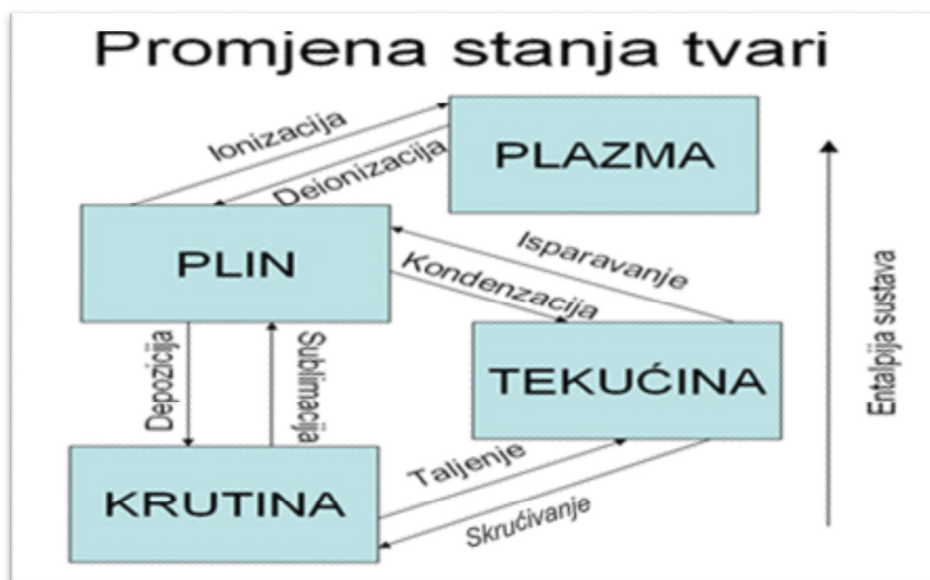 Promjena stanja tvari
Ionizacija
PLAZMA
Deionizacija
PLIN
Isparavanje
Kondenzacija
Entalpija sustava
Depozicija
Sublimacija
TEKUĆINA
Taljenje
KRUTINA
Skrućivanje